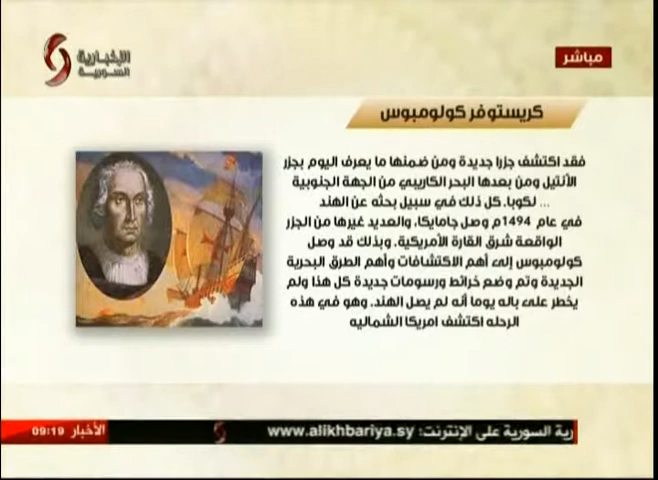 الإخبارية
السورية
مباشر
كريستوفر كولومبوس
فقد اكتشف جزرا جديدة ومن ضمنها ما يعرف اليوم بجزر
الأنتيل ومن بعدها البحر الكاريبي من الجهة الجنوبية
لكوبا، كل ذلك في سبيل بحثه عن الهند ...
في عام 1494م وصل جامايكا، والعديد غيرها من الجزر
الواقعة شرق القارة الأمريكية، وبذلك قد وصل
كولومبوس إلى أهم الاكتشافات وأهم الطرق البحرية
الجديدة وتم وضع خرائط ورسومات جديدة كل هذا ولم
يخطر على باله يوما أنه لم يصل الهند، وهو في هذه
الرحله اكتشف امريكا الشماليه
رية السورية على الإنترنت: www.alikhbariya.sy
الأخبار 09:19